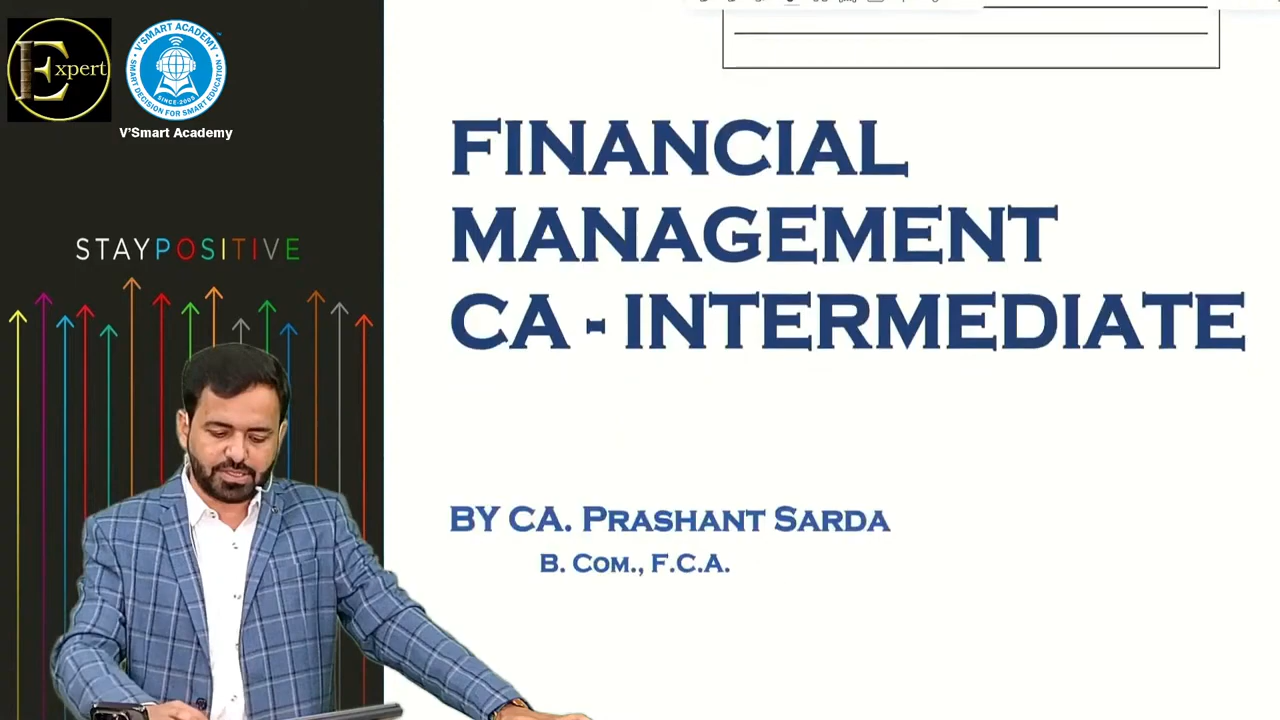 Expert
V'SMART ACADEMY
SMART DECISION FOR SMART EDUCATION
SINCE-2005
V'Smart Academy
STAYPOSITIVE
FINANCIAL
MANAGEMENT
CA - INTERMEDIATE
BY CA. PRASHANT SARDA
B. COM., F.C.A.